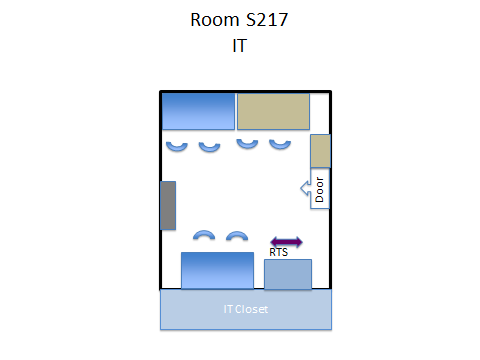 Room S217
IT
Door
RTS
IT Closet